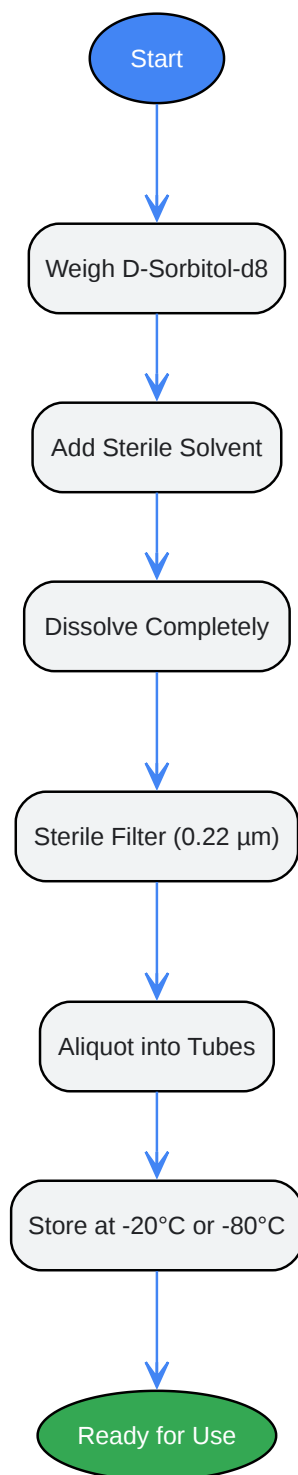 Start
Weigh D-Sorbitol-d8
Add Sterile Solvent
Dissolve Completely
Sterile Filter (0.22 µm)
Aliquot into Tubes
Store at -20°C or -80°C
Ready for Use